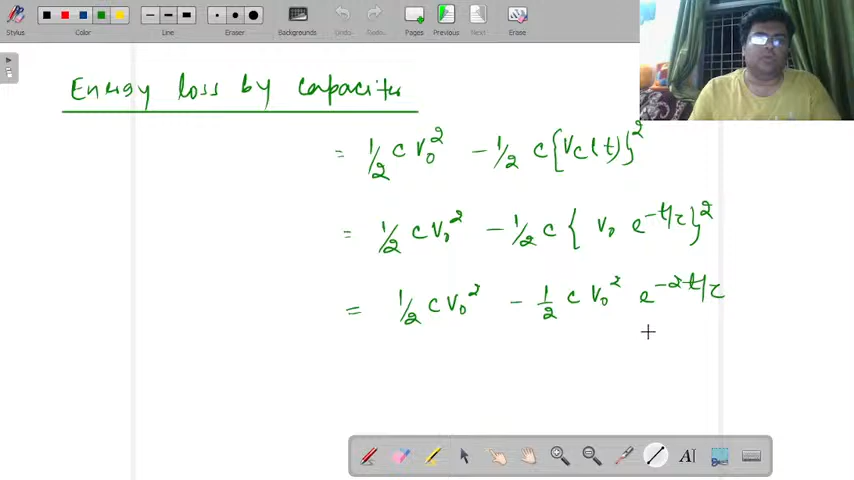 Stylus Color Line Eraser Backgrounds Undo Redo Pages Previous Next Erase
Energy loss by capacitor
= 1/2 C V₀² - 1/2 C {Vc(t)}²
= 1/2 C V₀² - 1/2 C { V₀ e^(-t/τ)}²
= 1/2 C V₀² - 1/2 C V₀² e^(-2t/τ)